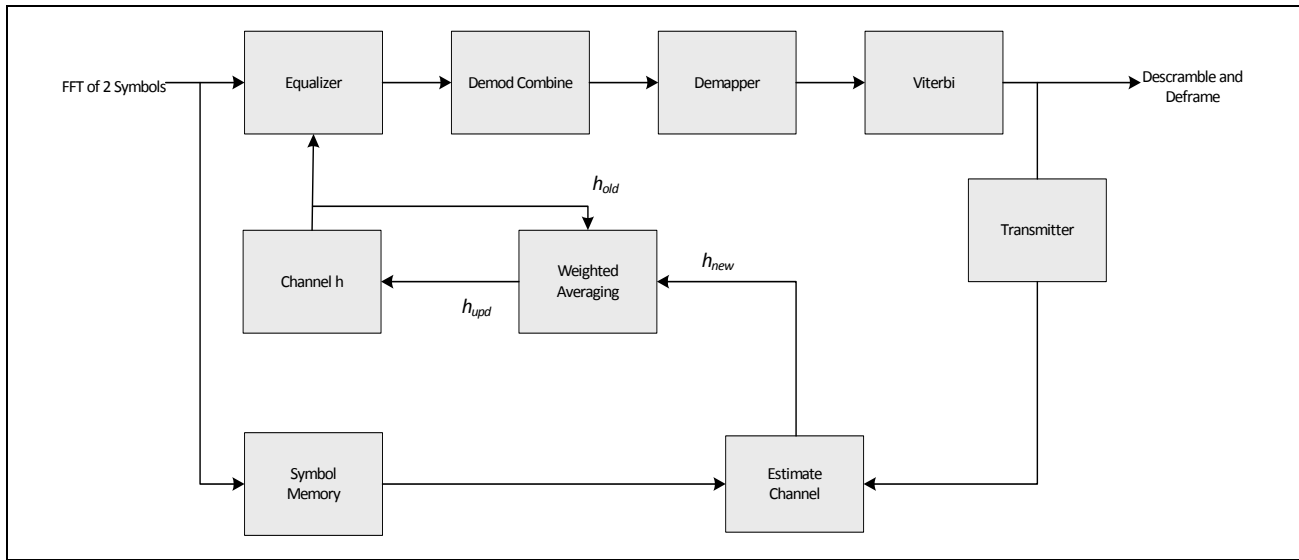 FFT of 2 Symbols
Equalizer
Demod Combine
Demapper
Viterbi
Descramble and
Deframe
h_old
Transmitter
Channel h
Weighted
Averaging
h_new
h_upd
Symbol
Memory
Estimate
Channel